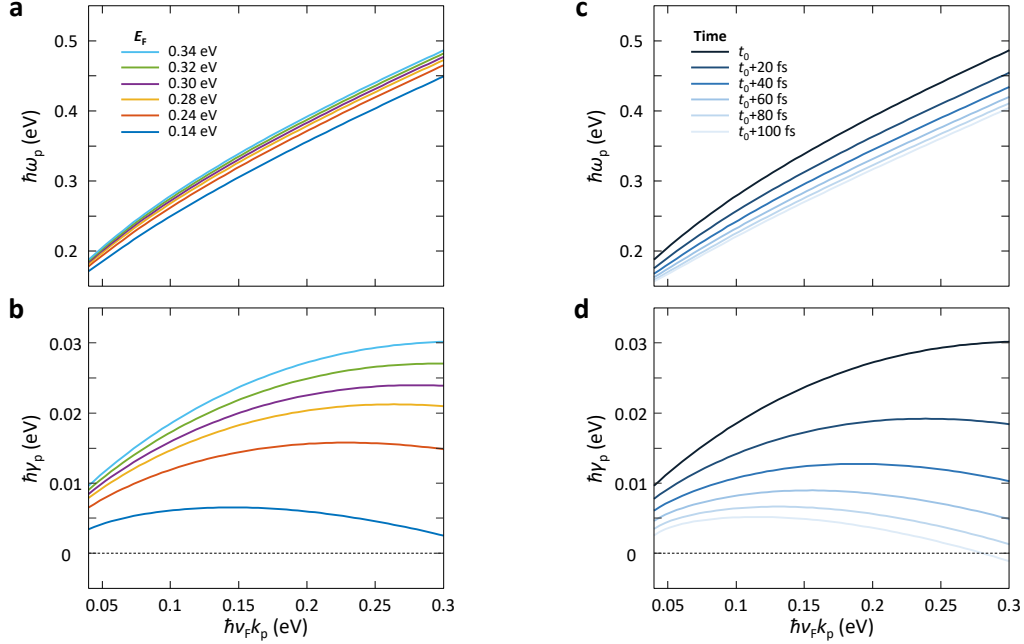 a
E_F
0.34 eV
0.32 eV
0.30 eV
0.28 eV
0.24 eV
0.14 eV
0.5
0.4
0.3
0.2
ℏω_p (eV)
b
0.03
0.02
0.01
0
ℏγ_p (eV)
0.05 0.1 0.15 0.2 0.25 0.3
ℏv_F k_p (eV)
c
Time
t_0
t_0+20 fs
t_0+40 fs
t_0+60 fs
t_0+80 fs
t_0+100 fs
0.5
0.4
0.3
0.2
ℏω_p (eV)
d
0.03
0.02
0.01
0
ℏγ_p (eV)
0.05 0.1 0.15 0.2 0.25 0.3
ℏv_F k_p (eV)